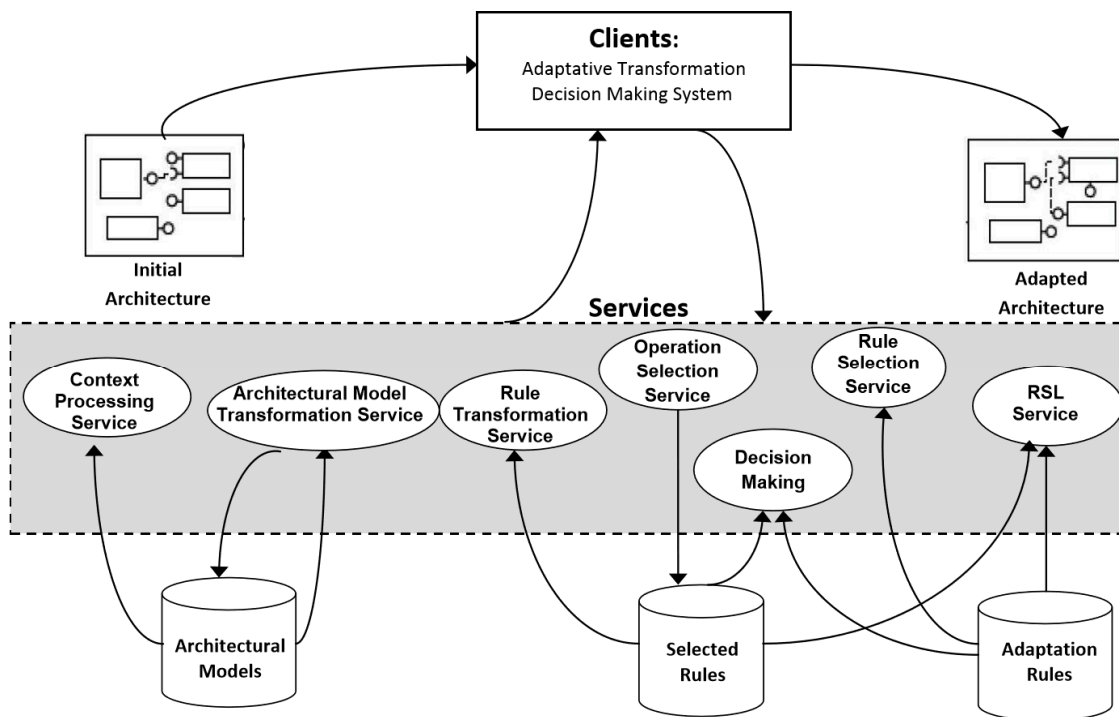 Clients:
Adaptative Transformation
Decision Making System
Initial
Architecture
Adapted
Architecture
Services
Context
Processing
Service
Architectural Model
Transformation Service
Rule
Transformation
Service
Operation
Selection
Service
Decision
Making
Rule
Selection
Service
RSL
Service
Architectural
Models
Selected
Rules
Adaptation
Rules